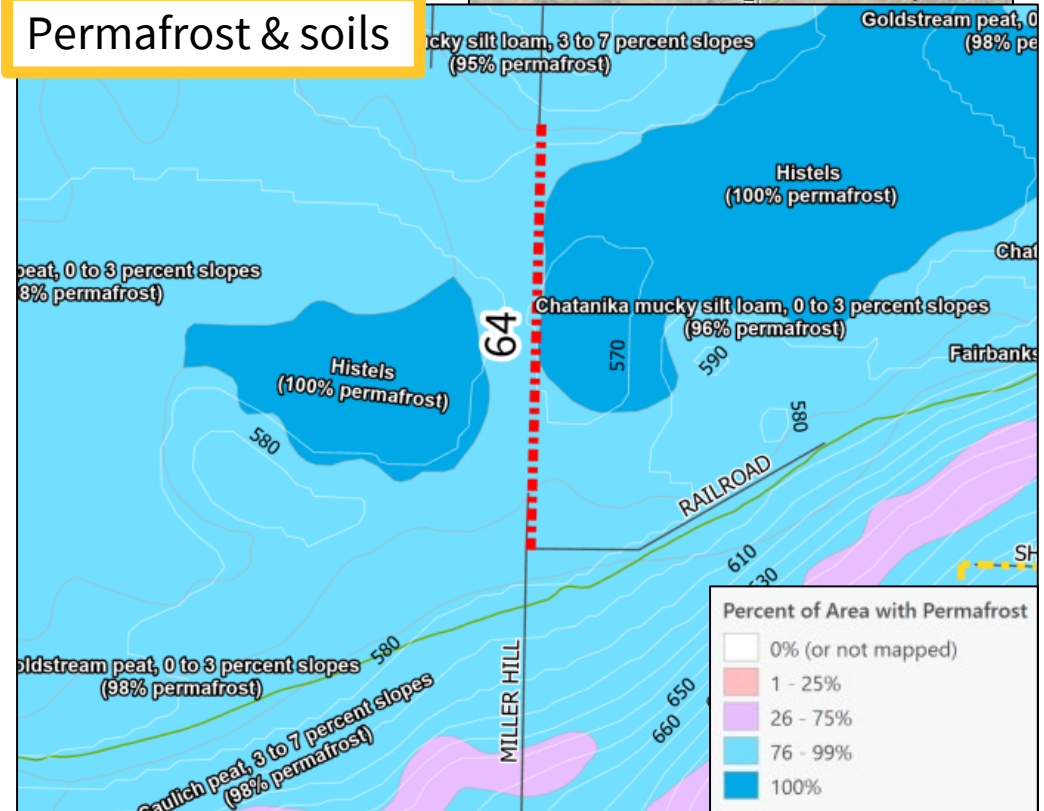 Permafrost & soils
cky silt loam, 3 to 7 percent slopes
(95% permafrost)
Goldstream peat, 0
(98% pe
Histels
(100% permafrost)
peat, 0 to 3 percent slopes
8% permafrost)
Chat
64
Chatanika mucky silt loam, 0 to 3 percent slopes
(96% permafrost)
Histels
(100% permafrost)
570
590
Fairbanks
580
580
RAILROAD
610
630
SH
Percent of Area with Permafrost
0% (or not mapped)
1 - 25%
26 - 75%
76 - 99%
100%
580
oldstream peat, 0 to 3 percent slopes
(98% permafrost)
MILLER HILL
650
660
Saulich peat, 3 to 7 percent slopes
(98% permafrost)